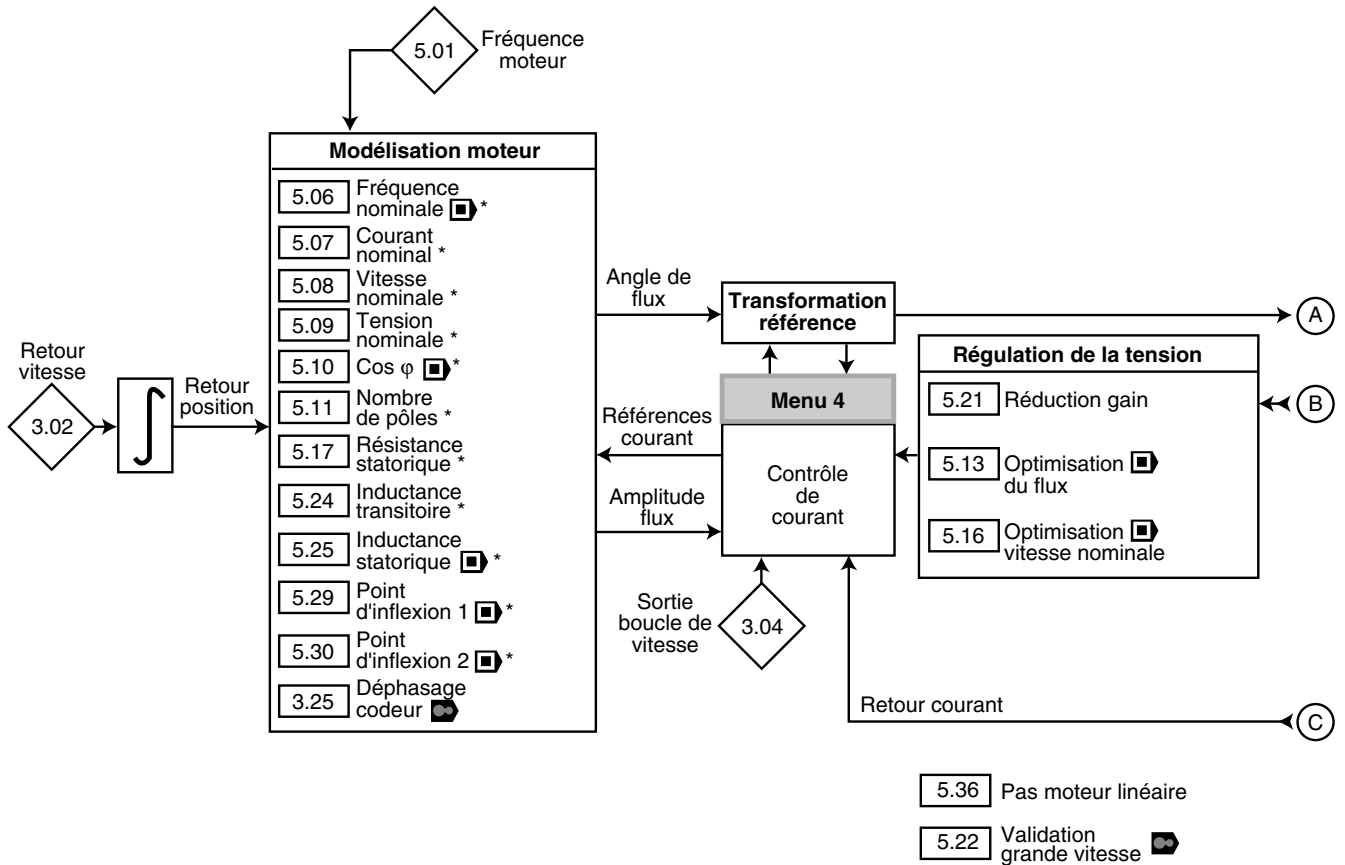 5.01
Fréquence
moteur
Modélisation moteur
5.06 Fréquence
nominale *
5.07 Courant
nominal *
5.08 Vitesse
nominale *
5.09 Tension
nominale *
5.10 Cos φ *
5.11 Nombre
de pôles *
5.17 Résistance
statorique *
5.24 Inductance
transitoire *
5.25 Inductance
statorique *
5.29 Point
d'inflexion 1 *
5.30 Point
d'inflexion 2 *
3.25 Déphasage
codeur
Retour
vitesse
3.02
∫
Retour
position
Angle de
flux
Transformation
référence
A
Références
courant
Amplitude
flux
Menu 4
Contrôle
de
courant
Régulation de la tension
5.21 Réduction gain
5.13 Optimisation
du flux
5.16 Optimisation
vitesse nominale
B
Sortie
boucle de
vitesse
3.04
Retour courant
C
5.36 Pas moteur linéaire
5.22 Validation
grande vitesse